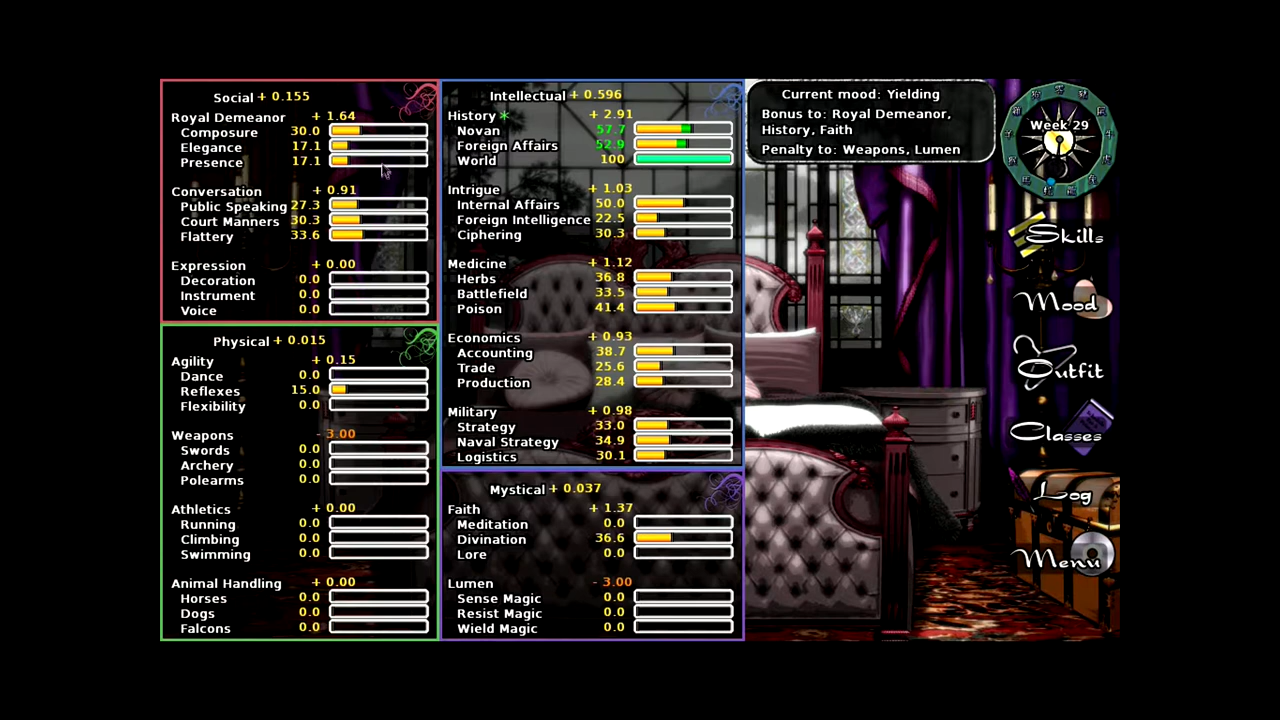 Social + 0.155
Royal Demeanor + 1.64
Composure 30.0
Elegance 17.1
Presence 17.1
Conversation + 0.91
Public Speaking 27.3
Court Manners 30.3
Flattery 33.6
Expression + 0.00
Decoration 0.0
Instrument 0.0
Voice 0.0
Physical + 0.015
Agility + 0.15
Dance 0.0
Reflexes 15.0
Flexibility 0.0
Weapons - 3.00
Swords 0.0
Archery 0.0
Polearms 0.0
Athletics + 0.00
Running 0.0
Climbing 0.0
Swimming 0.0
Animal Handling + 0.00
Horses 0.0
Dogs 0.0
Falcons 0.0
Intellectual + 0.596
History * + 2.91
Novan 57.7
Foreign Affairs 52.9
World 100
Intrigue + 1.03
Internal Affairs 50.0
Foreign Intelligence 22.5
Ciphering 30.3
Medicine + 1.12
Herbs 36.8
Battlefield 33.5
Poison 41.4
Economics + 0.93
Accounting 38.7
Trade 25.6
Production 28.4
Military + 0.98
Strategy 33.0
Naval Strategy 34.9
Logistics 30.1
Mystical + 0.037
Faith + 1.37
Meditation 0.0
Divination 36.6
Lore 0.0
Lumen - 3.00
Sense Magic 0.0
Resist Magic 0.0
Wield Magic 0.0
Current mood: Yielding
Bonus to: Royal Demeanor,
History, Faith
Penalty to: Weapons, Lumen
Week 29
Skills
Mood
Outfit
Classes
Log
Menu